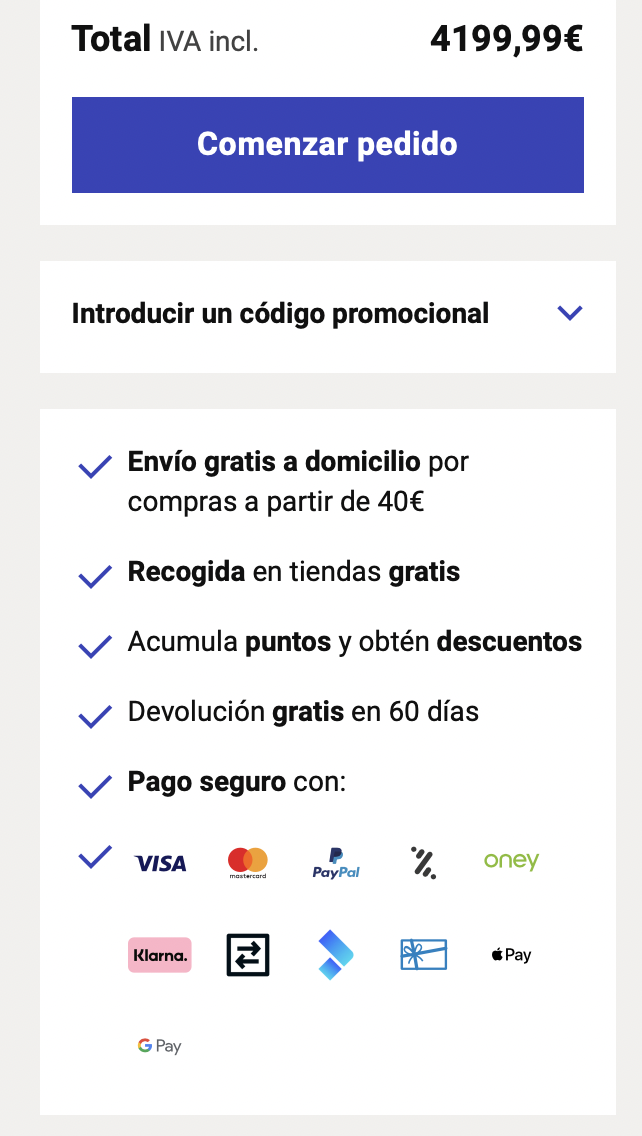 Total IVA incl. 4199,99€
Comenzar pedido
Introducir un código promocional
Envío gratis a domicilio por
compras a partir de 40€
Recogida en tiendas gratis
Acumula puntos y obtén descuentos
Devolución gratis en 60 días
Pago seguro con:
VISA mastercard PayPal oney
Klarna. Pay
G Pay